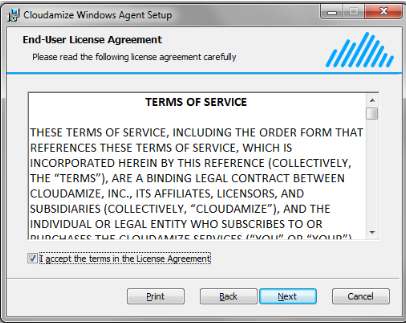 Cloudamize Windows Agent Setup
End-User License Agreement
Please read the following license agreement carefully
TERMS OF SERVICE
THESE TERMS OF SERVICE, INCLUDING THE ORDER FORM THAT
REFERENCES THESE TERMS OF SERVICE, WHICH IS
INCORPORATED HEREIN BY THIS REFERENCE (COLLECTIVELY,
THE “TERMS”), ARE A BINDING LEGAL CONTRACT BETWEEN
CLOUDAMIZE, INC., ITS AFFILIATES, LICENSORS, AND
SUBSIDIARIES (COLLECTIVELY, “CLOUDAMIZE”), AND THE
INDIVIDUAL OR LEGAL ENTITY WHO SUBSCRIBES TO OR
PURCHASES THE CLOUDAMIZE SERVICES (“YOU” OR “YOUR”)
I accept the terms in the License Agreement
Print Back Next Cancel